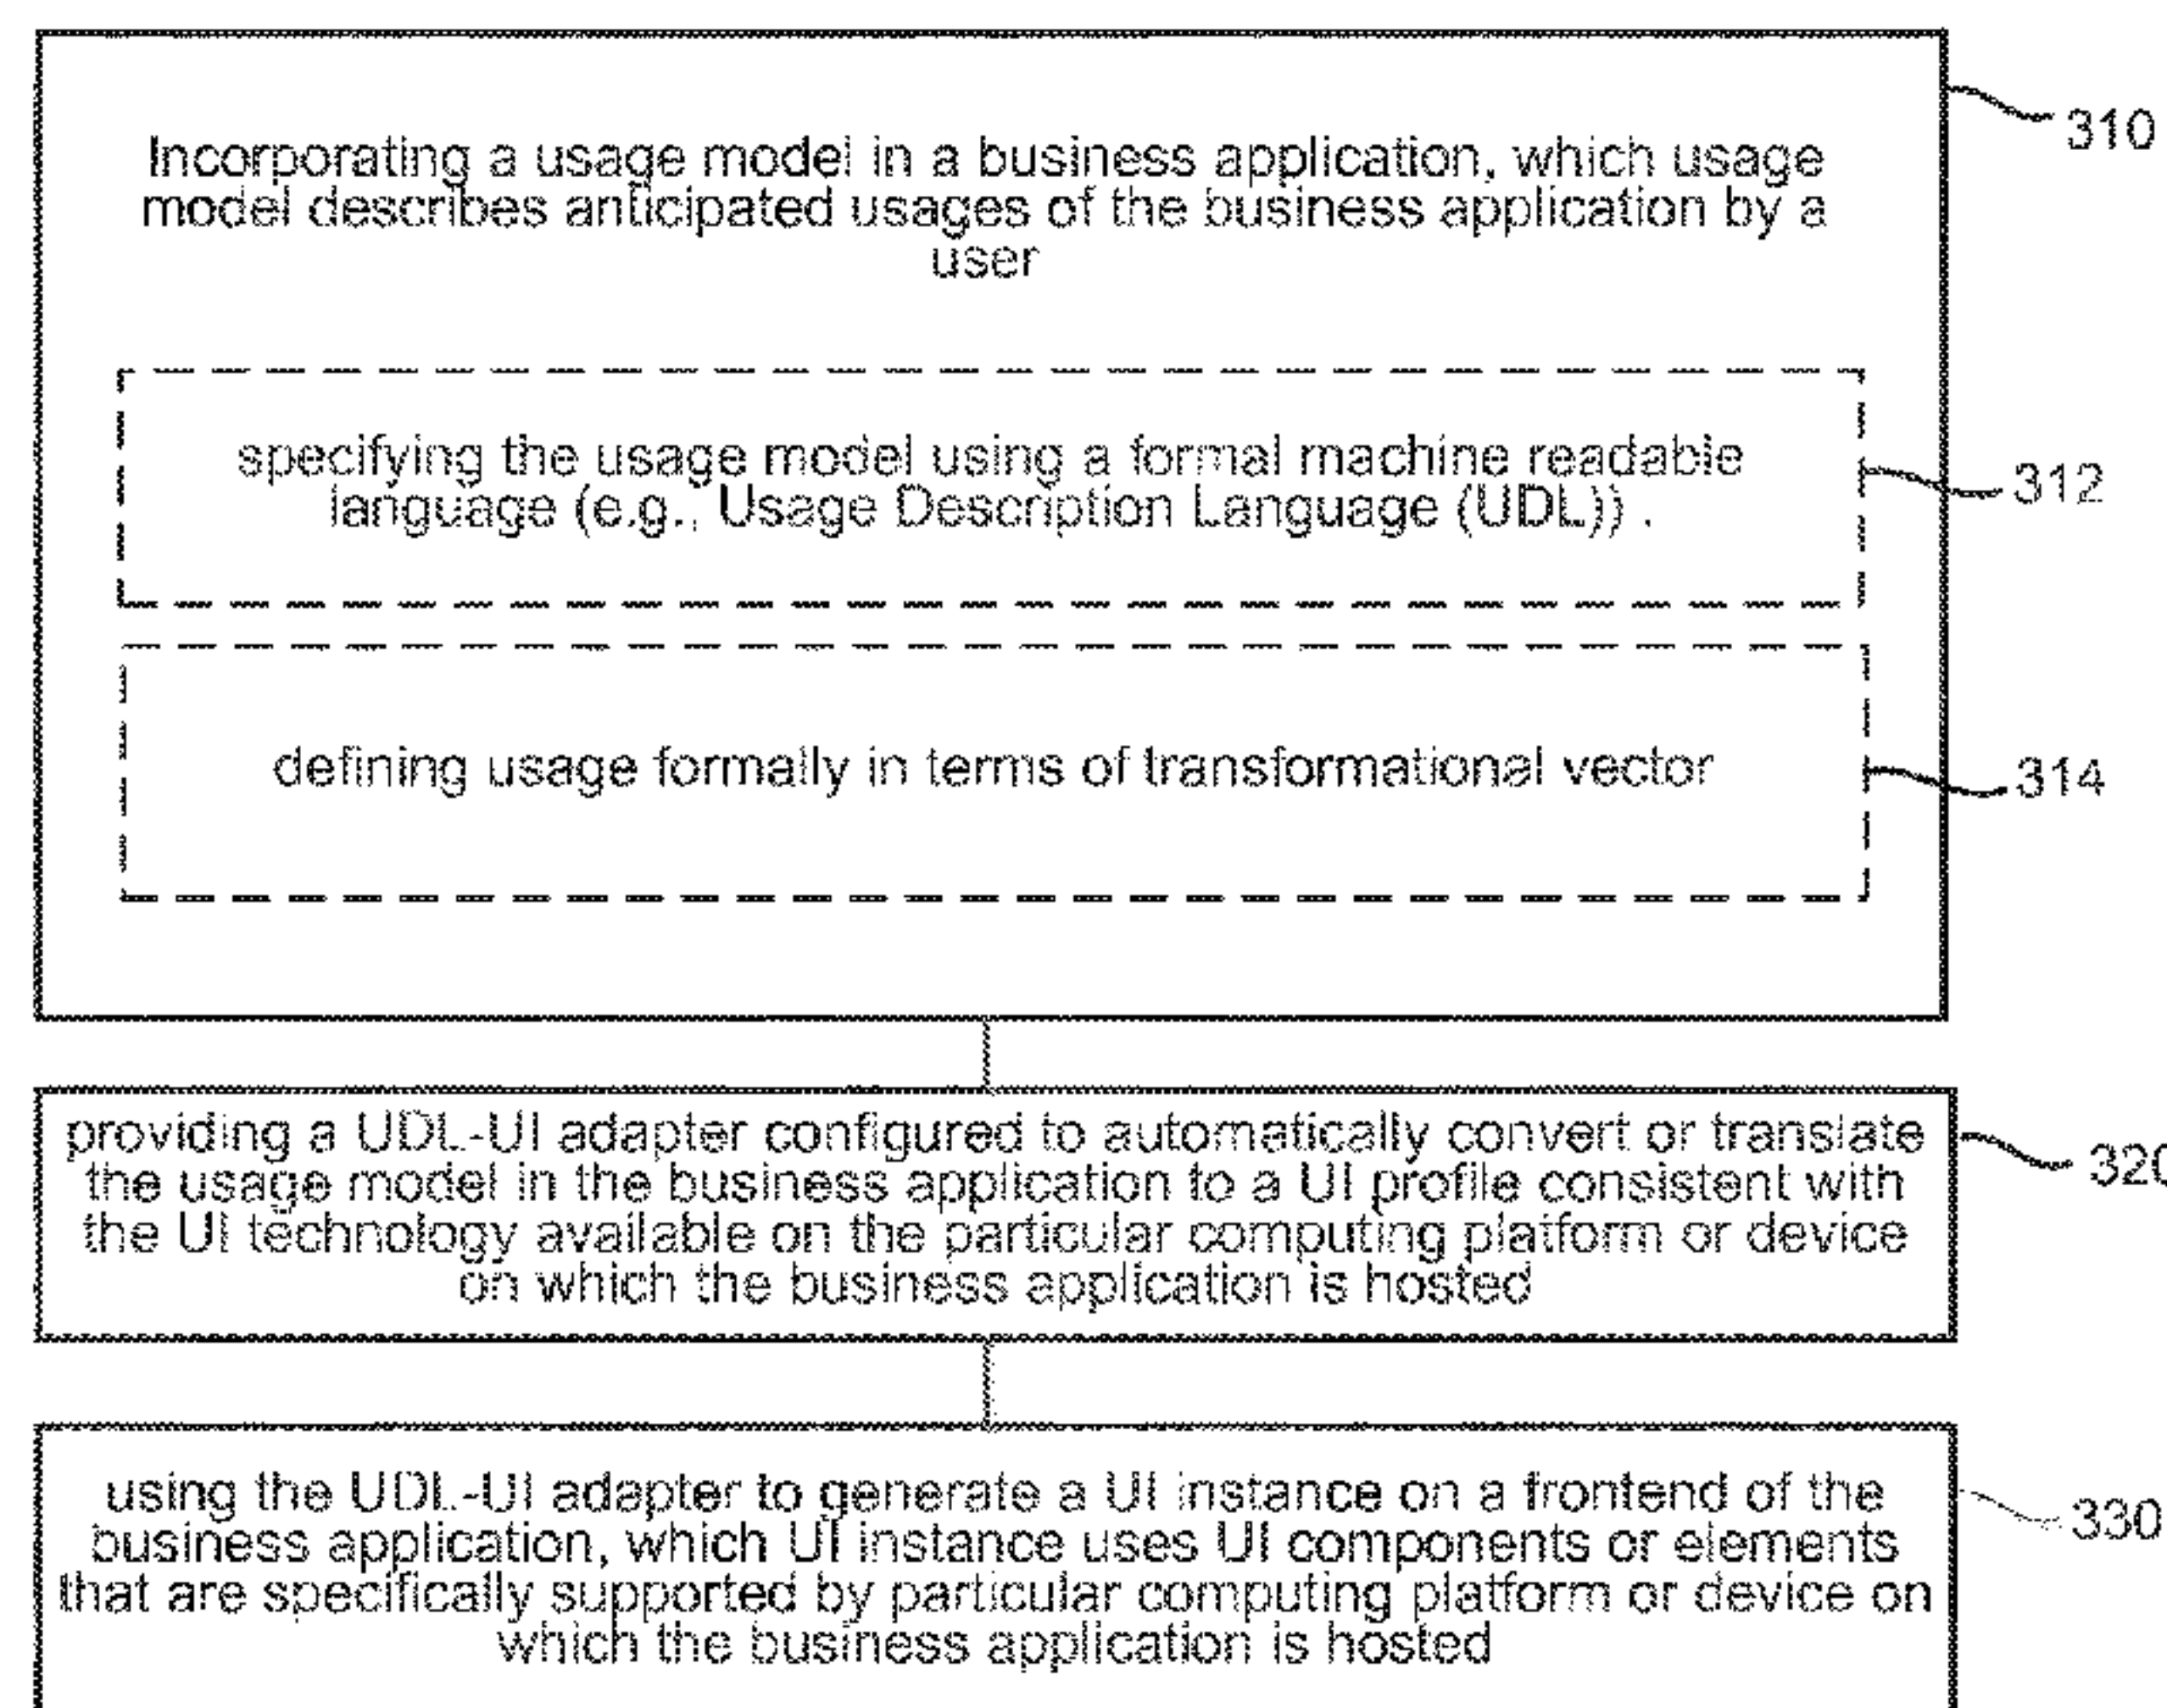 Incorporating a usage model in a business application, which usage
model describes anticipated usages of the business application by a
user
310
specifying the usage model using a formal machine readable
language (e.g., Usage Description Language (UDL)) .
312
defining usage formally in terms of transformational vector
314
providing a UDL-UI adapter configured to automatically convert or translate
the usage model in the business application to a UI profile consistent with
the UI technology available on the particular computing platform or device
on which the business application is hosted
320
using the UDL-UI adapter to generate a UI instance on a frontend of the
business application, which UI instance uses UI components or elements
that are specifically supported by particular computing platform or device on
which the business application is hosted
330